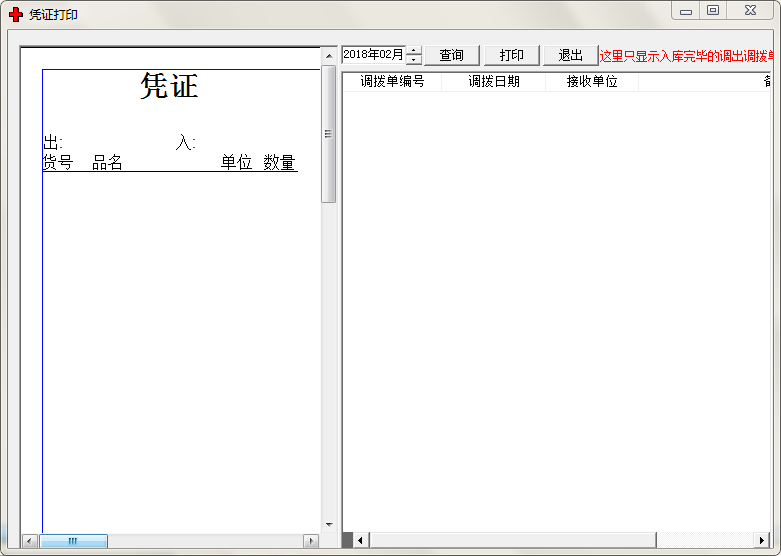 凭证打印
凭证
出: 入:
货号 品名 单位 数量
2018年02月 查询 打印 退出 这里只显示入库完毕的调出调拨
调拨单编号 调拨日期 接收单位